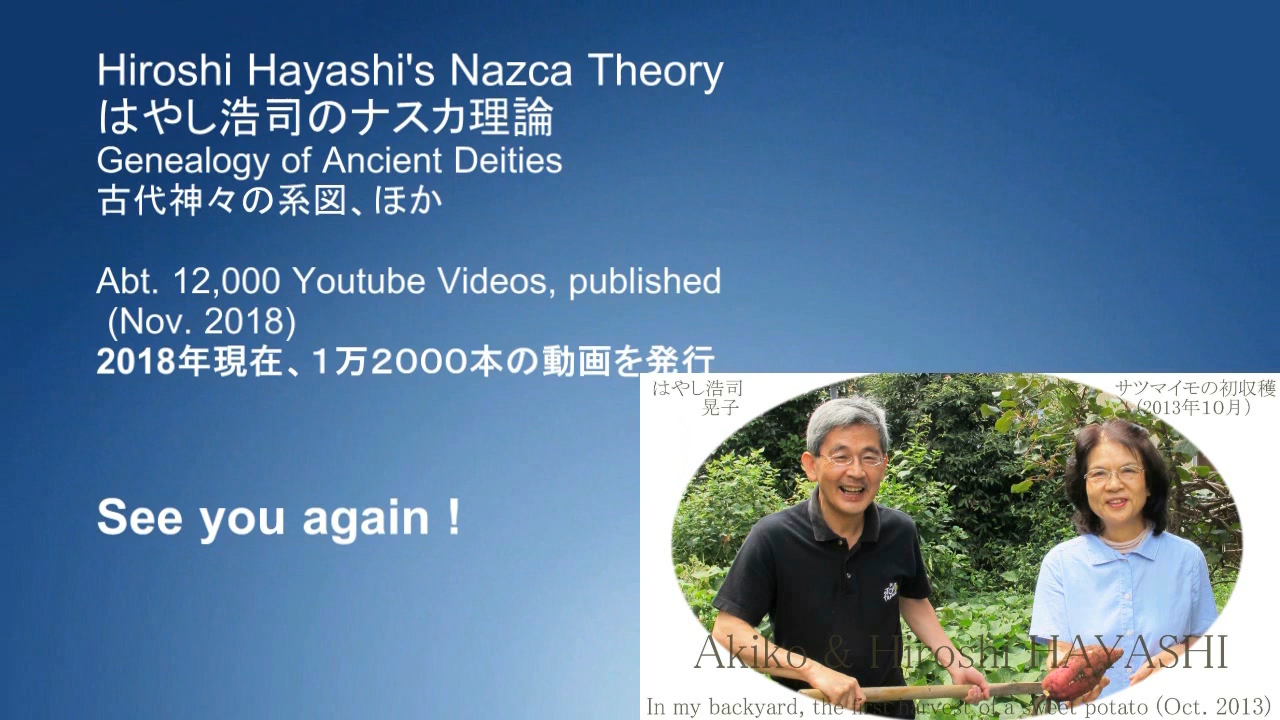 Hiroshi Hayashi's Nazca Theory
はやし浩司のナスカ理論
Genealogy of Ancient Deities
古代神々の系図、ほか
Abt. 12,000 Youtube Videos, published
(Nov. 2018)
2018年現在、１万２０００本の動画を発行
See you again !
はやし浩司
晃子
サツマイモの初収穫
(2013年１０月)
Akiko & Hiroshi HAYASHI
In my backyard, the first harvest of a sweet potato (Oct. 2013)